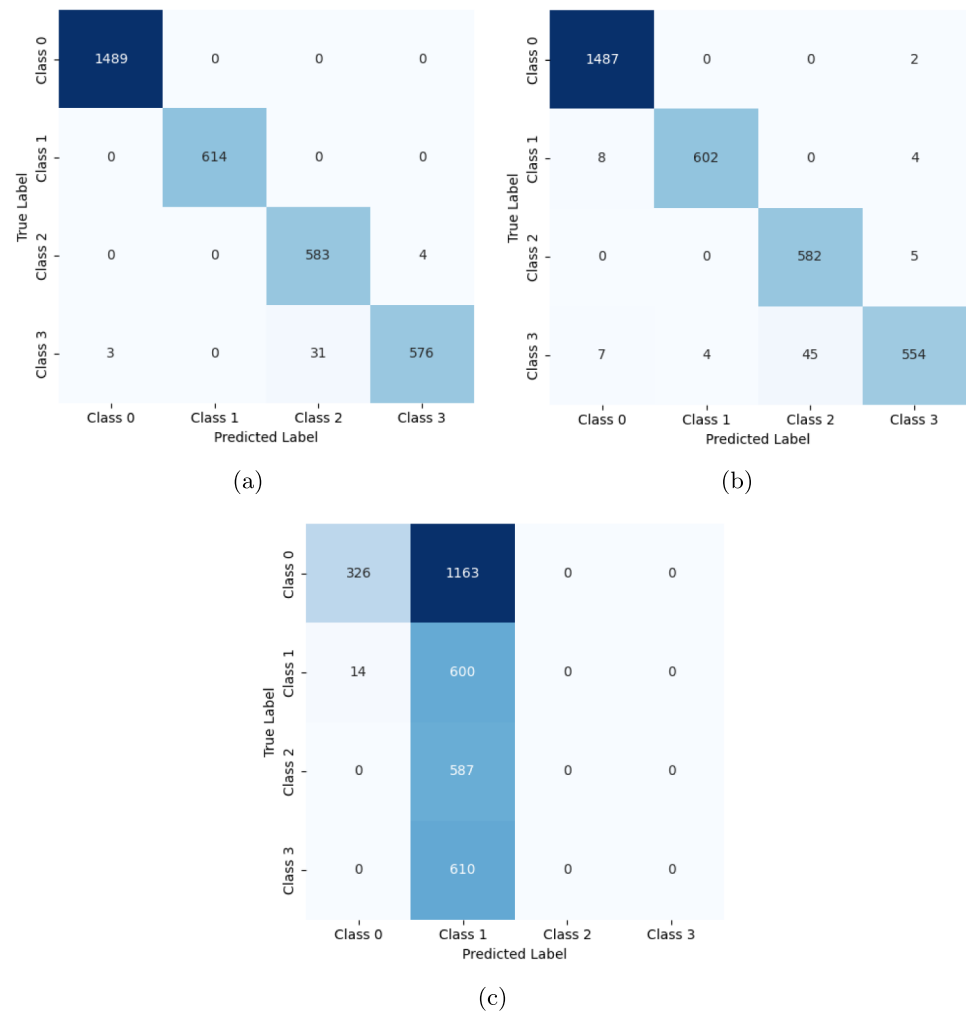 Class 0 1489 0 0 0
Class 1 0 614 0 0
Class 2 0 0 583 4
Class 3 3 0 31 576
Class 0 Class 1 Class 2 Class 3
Predicted Label
True Label
(a)
Class 0 1487 0 0 2
Class 1 8 602 0 4
Class 2 0 0 582 5
Class 3 7 4 45 554
Class 0 Class 1 Class 2 Class 3
Predicted Label
True Label
(b)
Class 0 326 1163 0 0
Class 1 14 600 0 0
Class 2 0 587 0 0
Class 3 0 610 0 0
Class 0 Class 1 Class 2 Class 3
Predicted Label
True Label
(c)